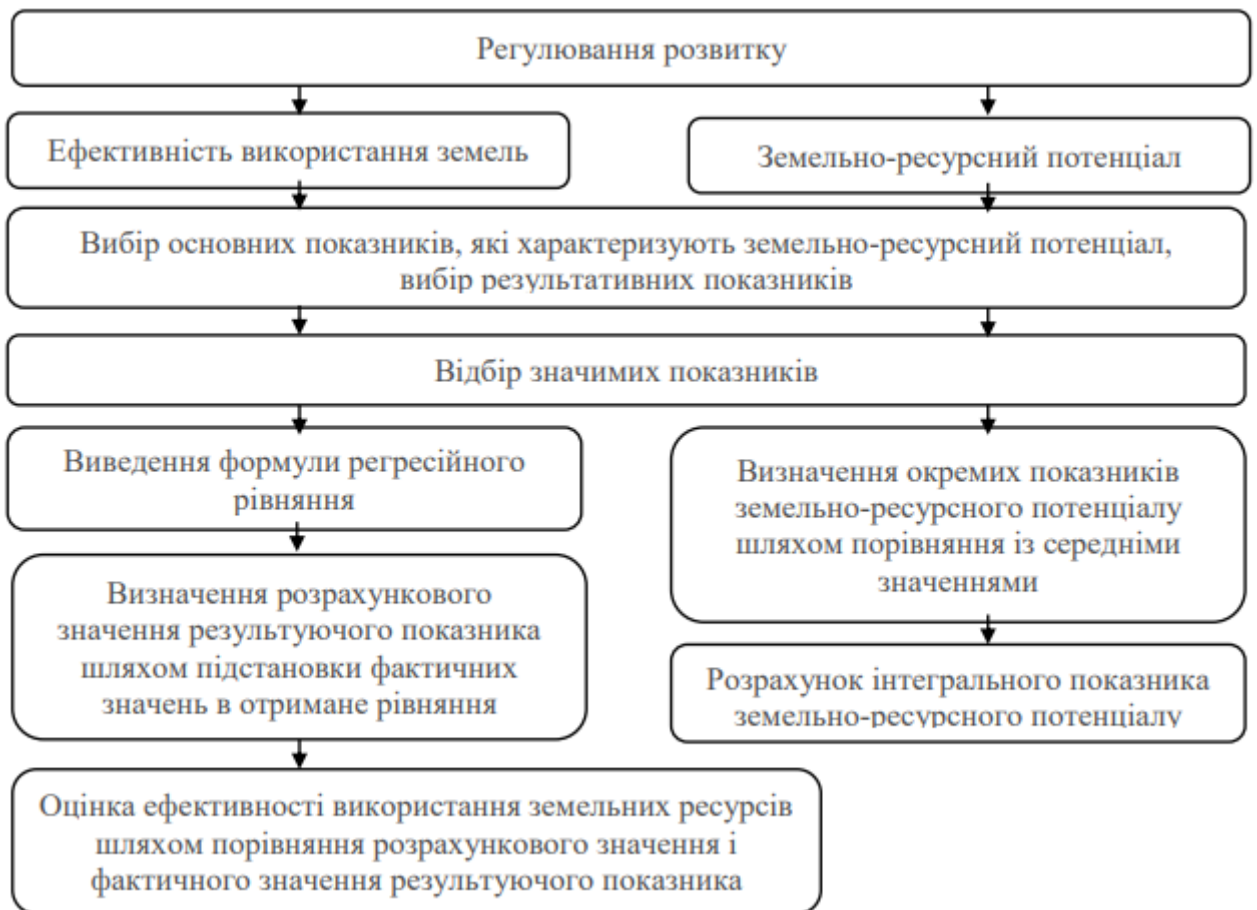 Регулювання розвитку
Ефективність використання земель
Земельно-ресурсний потенціал
Вибір основних показників, які характеризують земельно-ресурсний потенціал,
вибір результативних показників
Відбір значимих показників
Виведення формули регресійного
рівняння
Визначення окремих показників
земельно-ресурсного потенціалу
шляхом порівняння із середніми
значеннями
Визначення розрахункового
значення результуючого показника
шляхом підстановки фактичних
значень в отримане рівняння
Розрахунок інтегрального показника
земельно-ресурсного потенціалу
Оцінка ефективності використання земельних ресурсів
шляхом порівняння розрахункового значення і
фактичного значення результуючого показника